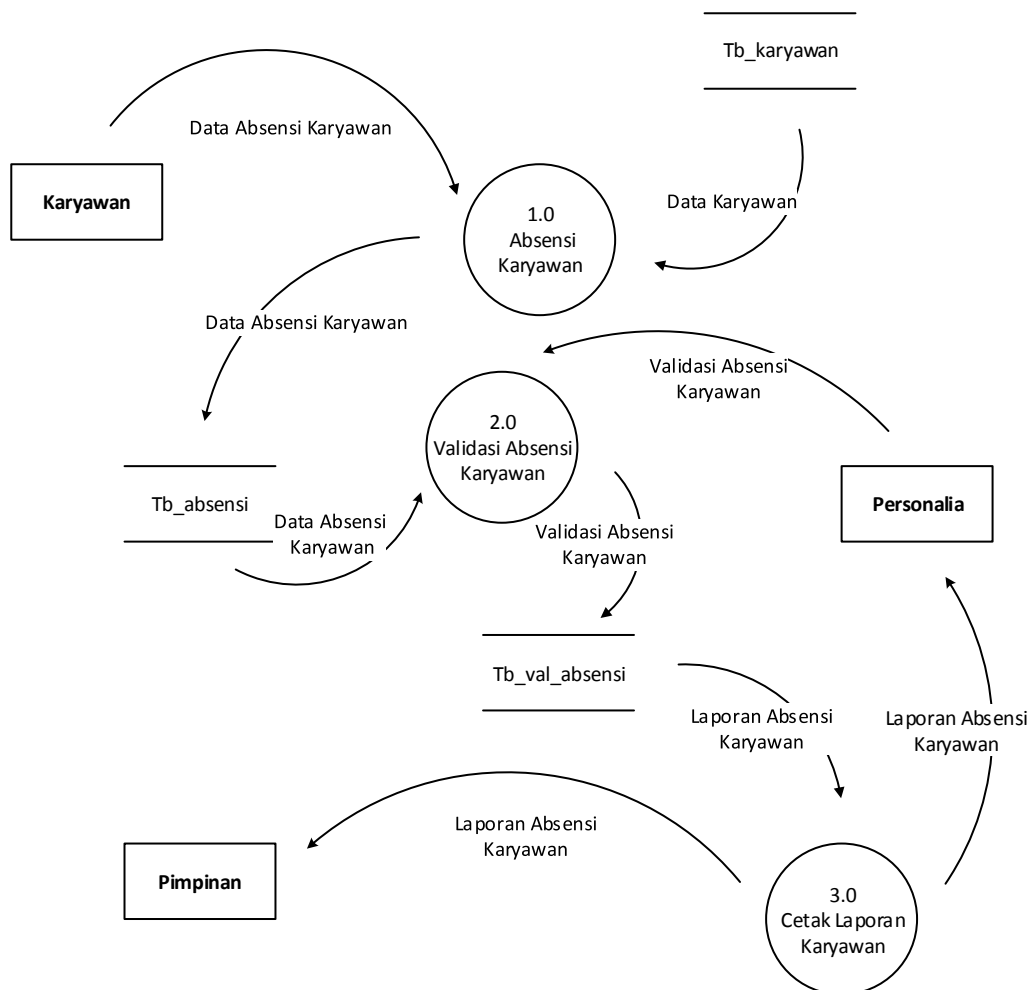 Tb_karyawan
Data Absensi Karyawan
Karyawan
Data Karyawan
1.0
Absensi
Karyawan
Data Absensi Karyawan
Validasi Absensi
Karyawan
2.0
Validasi Absensi
Karyawan
Tb_absensi
Data Absensi
Karyawan
Validasi Absensi
Karyawan
Personalia
Tb_val_absensi
Laporan Absensi
Karyawan
Laporan Absensi
Karyawan
Laporan Absensi
Karyawan
Pimpinan
3.0
Cetak Laporan
Karyawan